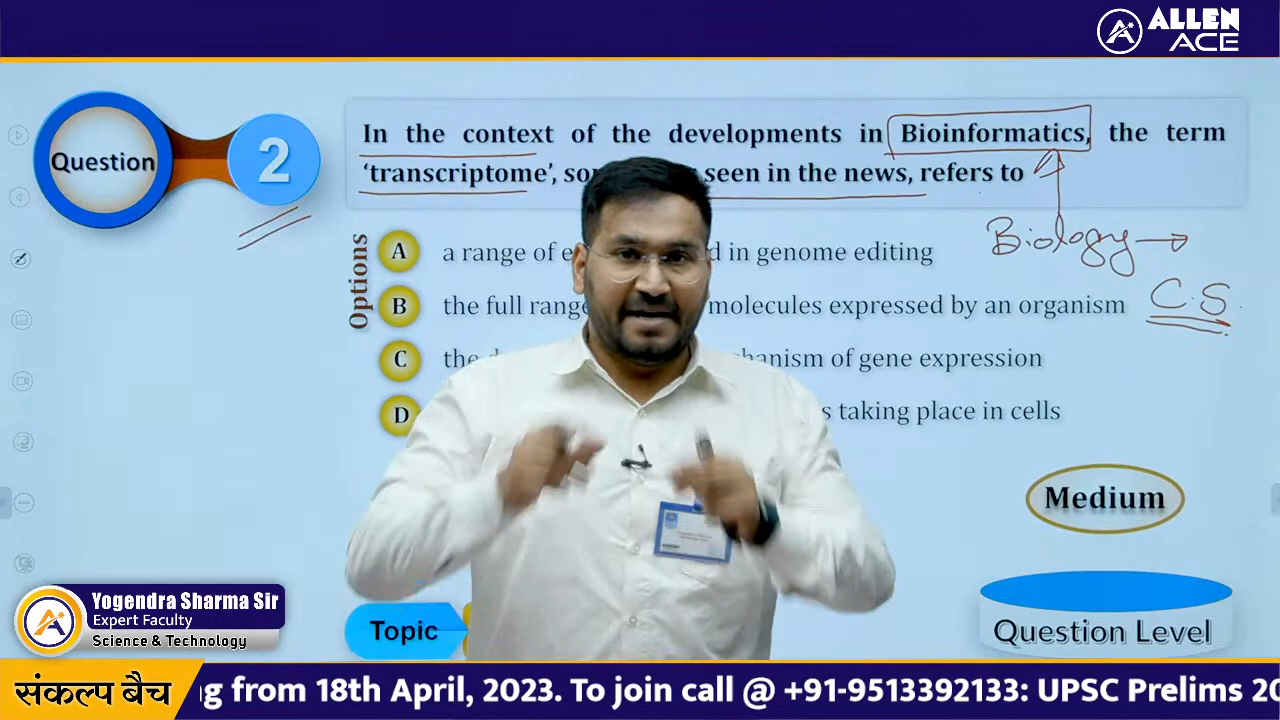 ALLEN
ACE
Question
2
In the context of the developments in Bioinformatics, the term
‘transcriptome’, seen in the news, refers to
Biology →
C.S.
Options
A
a range of used in genome editing
B
the full range molecules expressed by an organism
C
the of gene expression
D
taking place in cells
Medium
Question Level
Topic
Yogendra Sharma Sir
Expert Faculty
Science & Technology
संकल्प बैच
from 18th April, 2023. To join call @ +91-9513392133: UPSC Prelims